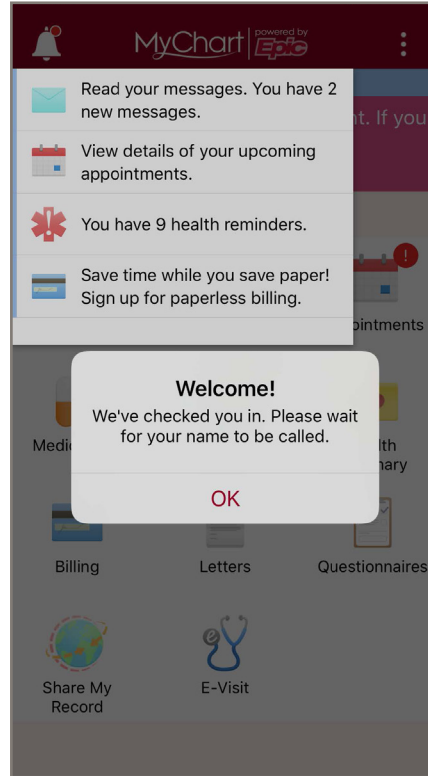 MyChart powered by Epic
Read your messages. You have 2
new messages.
nt. If you
View details of your upcoming
appointments.
You have 9 health reminders.
!
Save time while you save paper!
Sign up for paperless billing.
ointments
Welcome!
We've checked you in. Please wait
for your name to be called.
Medic
lth
nary
OK
Billing
Letters
Questionnaires
Share My
Record
E-Visit